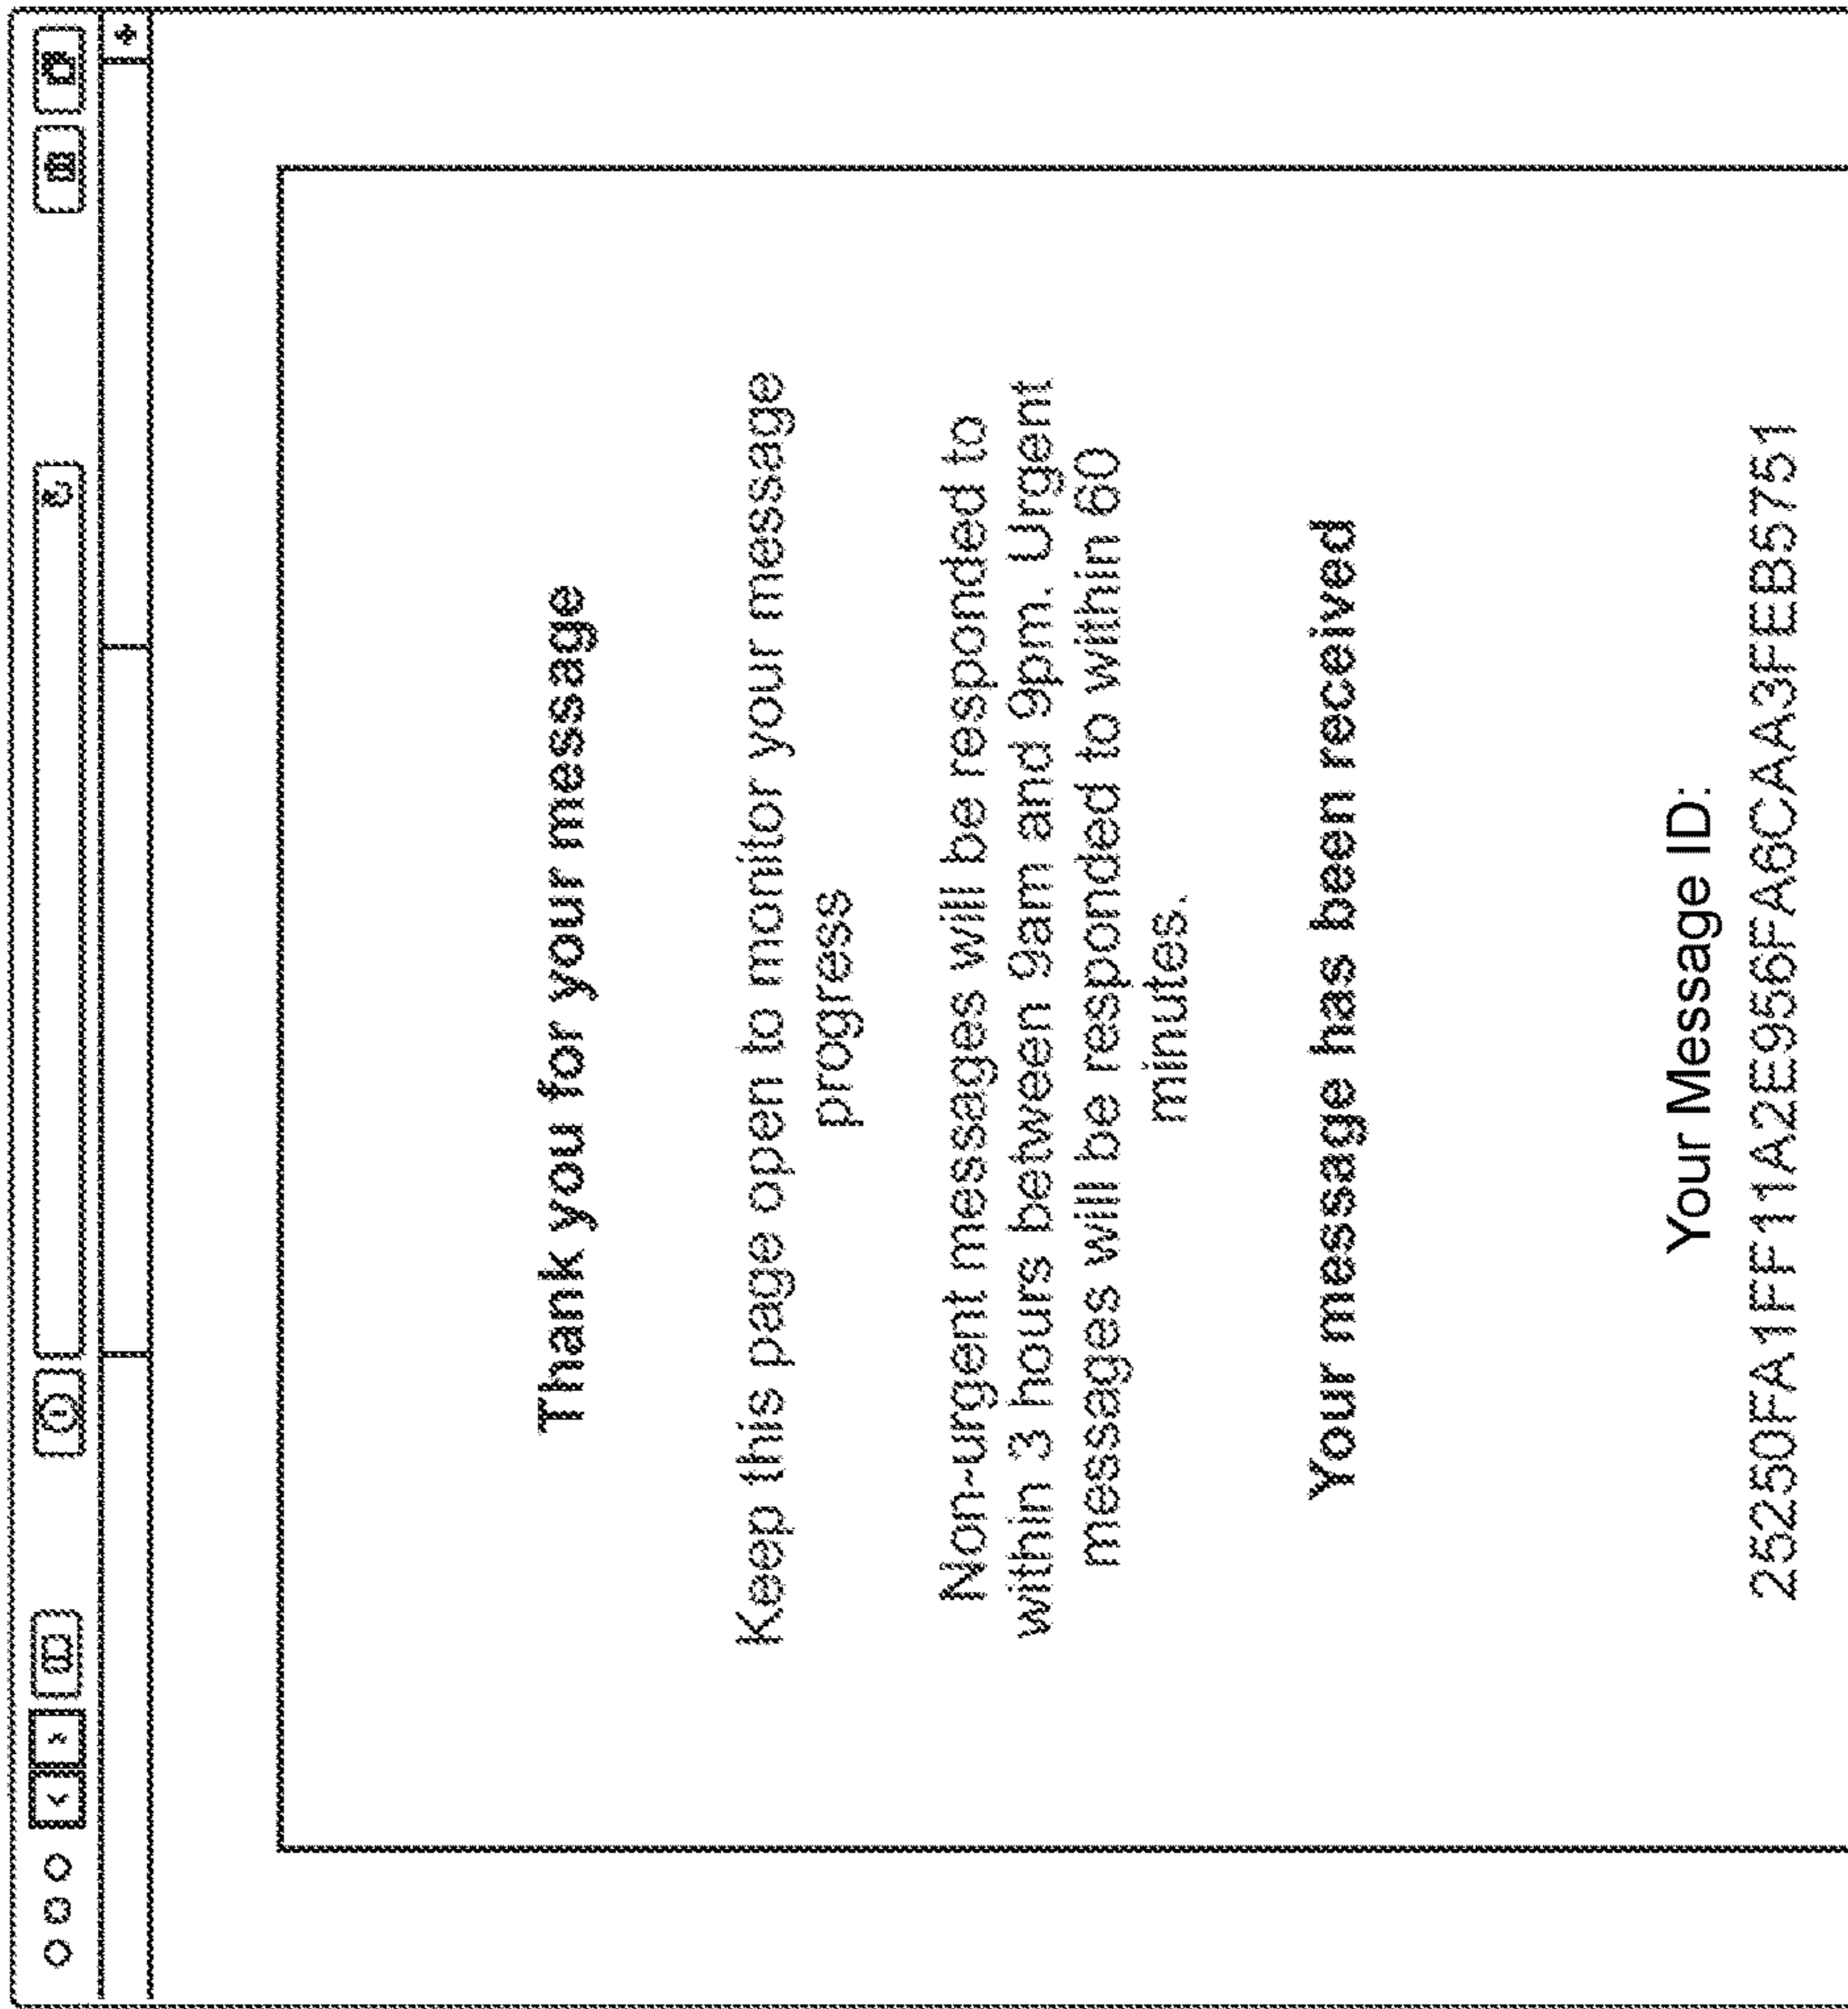 Thank you for your message
Keep this page open to monitor your message
progress
Non-urgent messages will be responded to
within 3 hours between 9am and 9pm. Urgent
messages will be responded to within 60
minutes.
Your message has been received
Your Message ID:
25250FA1FF11A2E956FA6CAA3FEB5751